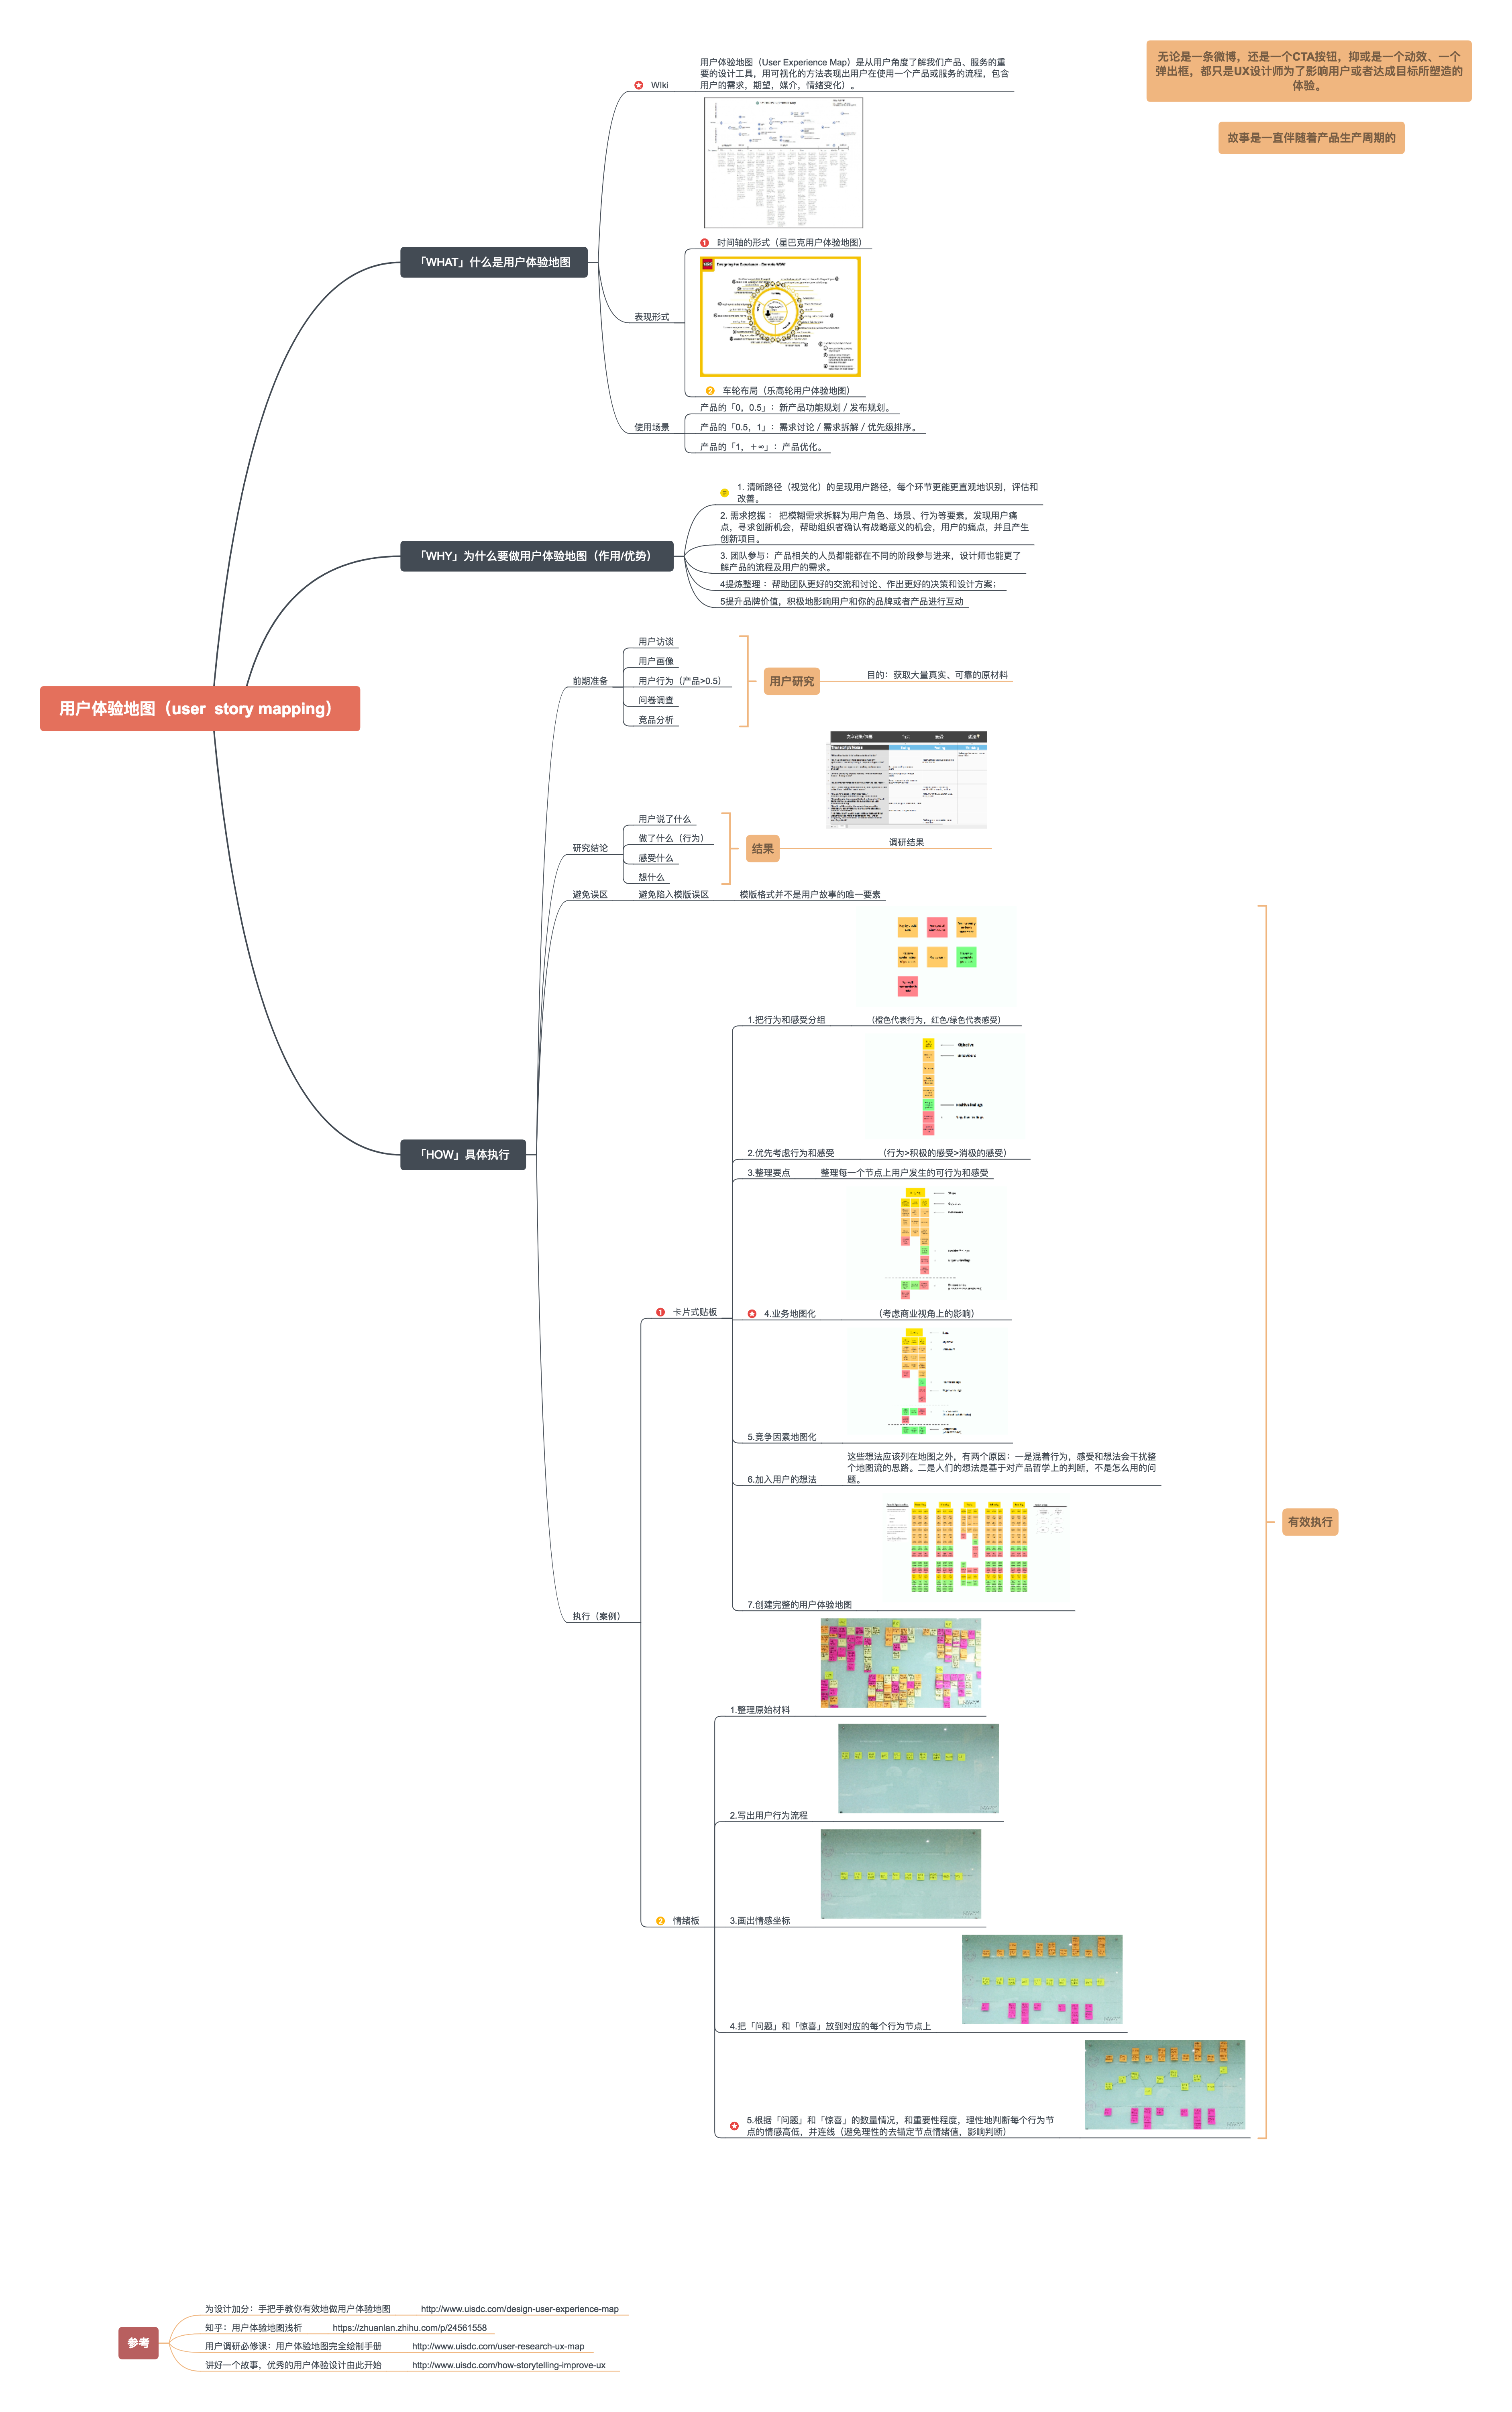 无论是一条微博，还是一个CTA按钮，抑或是一个动效、一个
弹出框，都只是UX设计师为了影响用户或者达成目标所塑造的
体验。
故事是一直伴随着产品生产周期的
用户体验地图（user  story mapping）
「WHAT」什么是用户体验地图
WIki
用户体验地图（User Experience Map）是从用户角度了解我们产品、服务的重
要的设计工具，用可视化的方法表现出用户在使用一个产品或服务的流程，包含
用户的需求，期望，媒介，情绪变化）。
表现形式
1 时间轴的形式（星巴克用户体验地图）
2 车轮布局（乐高轮用户体验地图）
使用场景
产品的「0，0.5」：新产品功能规划 / 发布规划。
产品的「0.5，1」：需求讨论 / 需求拆解 / 优先级排序。
产品的「1，＋∞」：产品优化。
「WHY」为什么要做用户体验地图（作用/优势）
1. 清晰路径（视觉化）的呈现用户路径，每个环节更能更直观地识别，评估和
改善。
2. 需求挖掘 ： 把模糊需求拆解为用户角色、场景、行为等要素，发现用户痛
点，寻求创新机会，帮助组织者确认有战略意义的机会，用户的痛点，并且产生
创新项目。
3. 团队参与：产品相关的人员都能都在不同的阶段参与进来，设计师也能更了
解产品的流程及用户的需求。
4提炼整理 ：帮助团队更好的交流和讨论、作出更好的决策和设计方案；
5提升品牌价值，积极地影响用户和你的品牌或者产品进行互动
「HOW」具体执行
前期准备
用户访谈
用户画像
用户行为（产品>0.5）
问卷调查
竞品分析
用户研究
目的：获取大量真实、可靠的原材料
研究结论
用户说了什么
做了什么（行为）
感受什么
想什么
结果
调研结果
避免误区
避免陷入模版误区
模版格式并不是用户故事的唯一要素
执行（案例）
1 卡片式贴板
1.把行为和感受分组
（橙色代表行为，红色/绿色代表感受）
2.优先考虑行为和感受
（行为>积极的感受>消极的感受）
3.整理要点
整理每一个节点上用户发生的可行为和感受
4.业务地图化
（考虑商业视角上的影响）
5.竞争因素地图化
6.加入用户的想法
这些想法应该列在地图之外，有两个原因：一是混着行为，感受和想法会干扰整
个地图流的思路。二是人们的想法是基于对产品哲学上的判断，不是怎么用的问
题。
7.创建完整的用户体验地图
2 情绪板
1.整理原始材料
2.写出用户行为流程
3.画出情感坐标
4.把「问题」和「惊喜」放到对应的每个行为节点上
5.根据「问题」和「惊喜」的数量情况，和重要性程度，理性地判断每个行为节
点的情感高低，并连线（避免理性的去锚定节点情绪值，影响判断）
有效执行
参考
为设计加分：手把手教你有效地做用户体验地图
http://www.uisdc.com/design-user-experience-map
知乎：用户体验地图浅析
https://zhuanlan.zhihu.com/p/24561558
用户调研必修课：用户体验地图完全绘制手册
http://www.uisdc.com/user-research-ux-map
讲好一个故事，优秀的用户体验设计由此开始
http://www.uisdc.com/how-storytelling-improve-ux